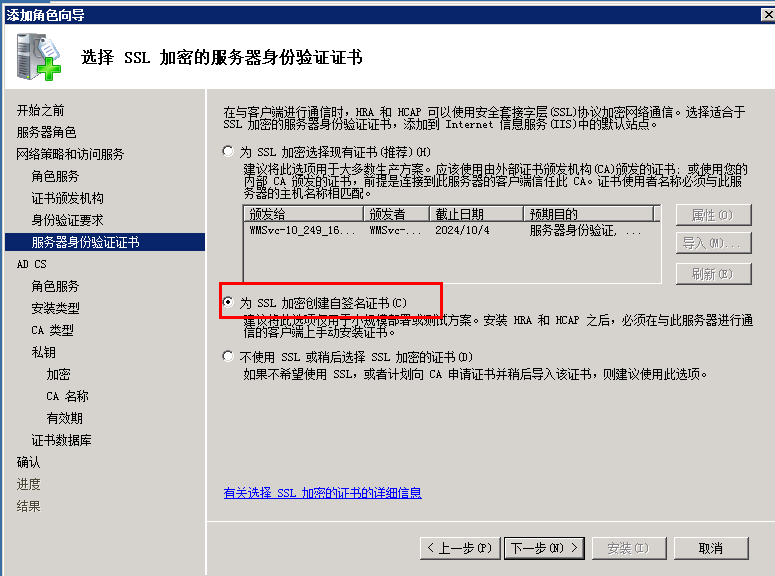 添加角色向导
选择 SSL 加密的服务器身份验证证书
开始之前
服务器角色
网络策略和访问服务
角色服务
证书颁发机构
身份验证要求
服务器身份验证证书
AD CS
角色服务
安装类型
CA 类型
私钥
加密
CA 名称
有效期
证书数据库
确认
进度
结果
在与客户端进行通信时，HRA 和 HCAP 可以使用安全套接字层(SSL)协议加密网络通信。选择适合于
SSL 加密的服务器身份验证证书，添加到 Internet 信息服务(IIS)中的默认站点。
为 SSL 加密选择现有证书(推荐)(H)
建议将此选项用于大多数生产方案。应该使用由外部证书颁发机构(CA)颁发的证书; 或使用您的
内部 CA 颁发的证书，前提是连接到此服务器的客户端信任此 CA。证书使用者名称必须与此服
务器的主机名称相匹配。
颁发给 颁发者 截止日期 预期目的
WMSvc-10_249_16... WMSvc-... 2024/10/4 服务器身份验证, ...
属性(O)
导入(M)...
刷新(E)
为 SSL 加密创建自签名证书(C)
建议将此选项仅用于小规模部署或测试方案。安装 HRA 和 HCAP 之后，必须在与此服务器进行通
信的客户端上手动安装证书。
不使用 SSL 或稍后选择 SSL 加密的证书(D)
如果不希望使用 SSL，或者计划向 CA 申请证书并稍后导入该证书，则建议使用此选项。
有关选择 SSL 加密的证书的详细信息
< 上一步(P) 下一步(N) > 安装(I) 取消